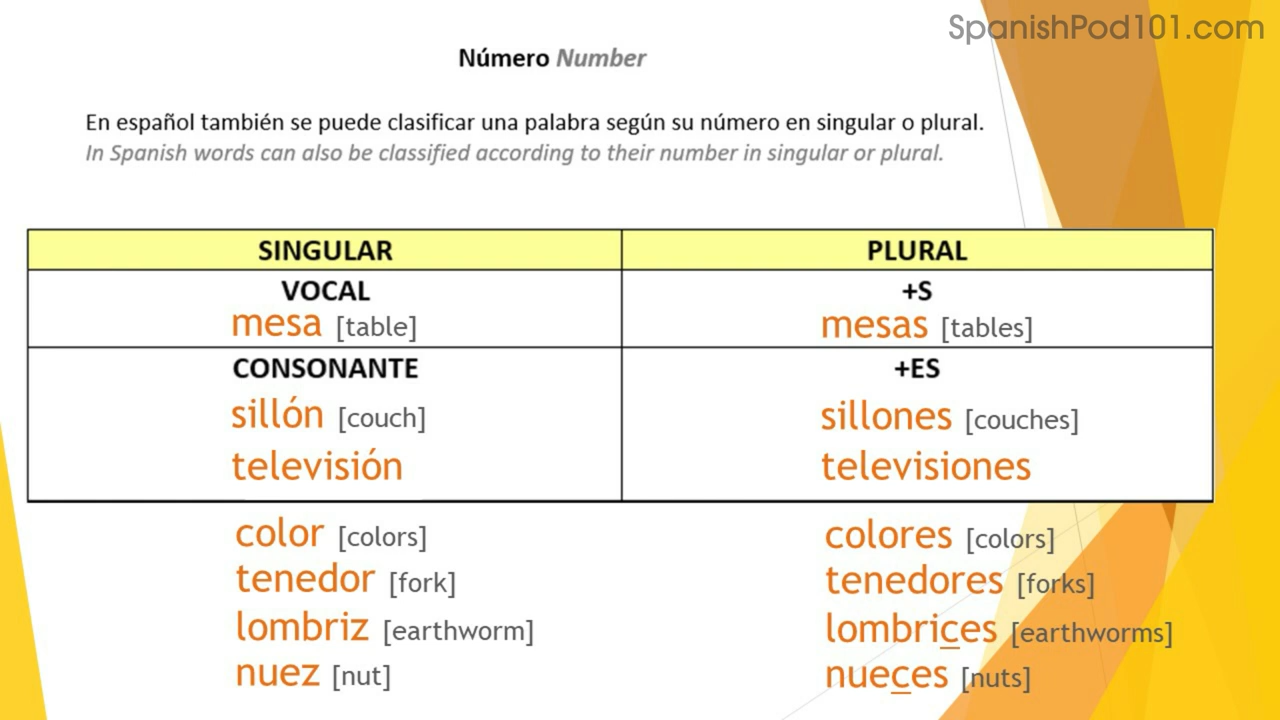 SpanishPod101.com
Número Number
En español también se puede clasificar una palabra según su número en singular o plural.
In Spanish words can also be classified according to their number in singular or plural.
SINGULAR PLURAL
VOCAL +S
mesa [table] mesas [tables]
CONSONANTE +ES
sillón [couch] sillones [couches]
televisión televisiones
color [colors] colores [colors]
tenedor [fork] tenedores [forks]
lombriz [earthworm] lombrices [earthworms]
nuez [nut] nueces [nuts]